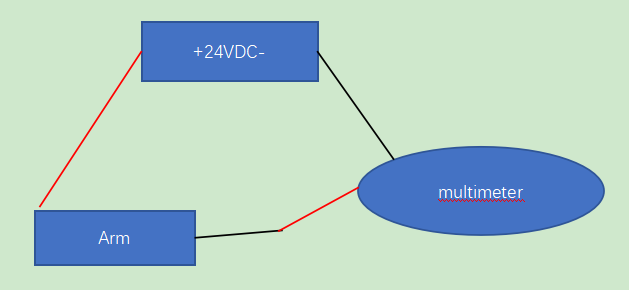 +24VDC-
multimeter
Arm